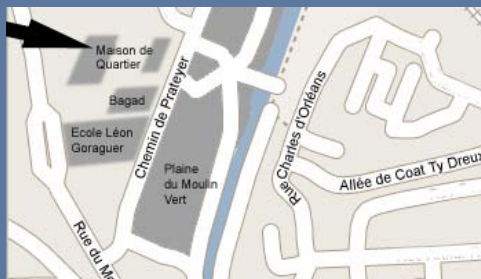 Maison de
Quartier
Bagad
Ecole Léon
Goraguer
Chemin de Prateyer
Plaine
du Moulin
Vert
Rue Charles d'Orléans
Allée de Coat Ty Dreux
Rue du Mo